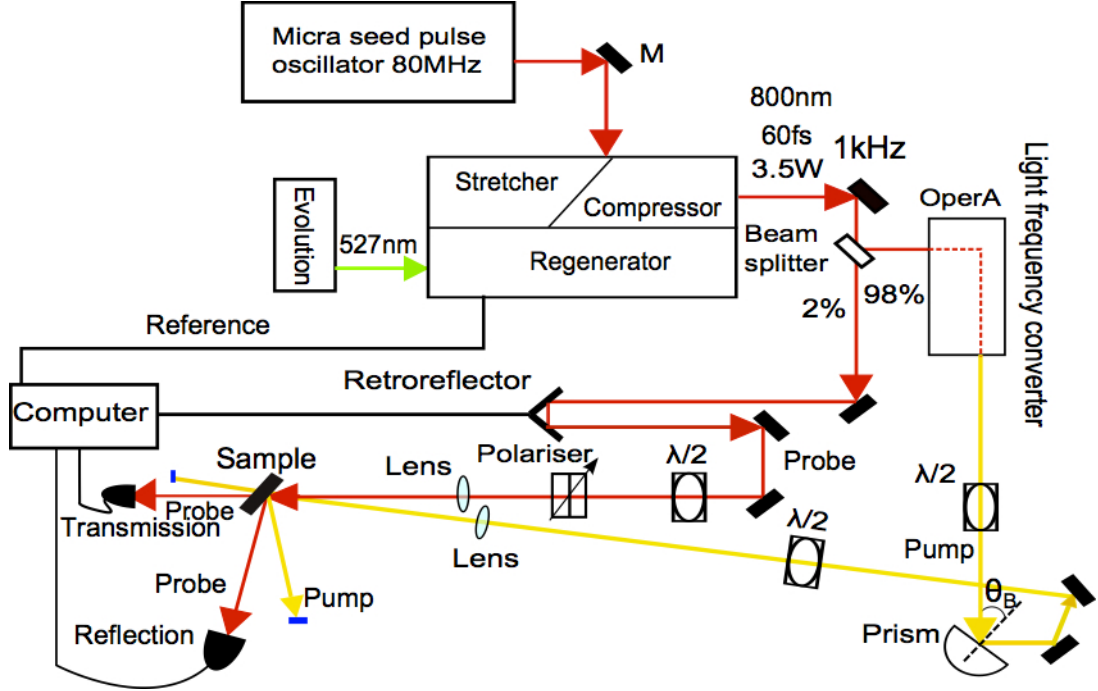 Micra seed pulse
oscillator 80MHz
M
800nm
60fs
3.5W
1kHz
Stretcher
Compressor
Regenerator
Evolution
527nm
Beam
splitter
OperA
Light frequency converter
2%
98%
Reference
Retroreflector
Computer
Sample
Lens
Polariser
λ/2
Probe
λ/2
Transmission
Probe
Lens
λ/2
Pump
Probe
Pump
θB
Reflection
Prism